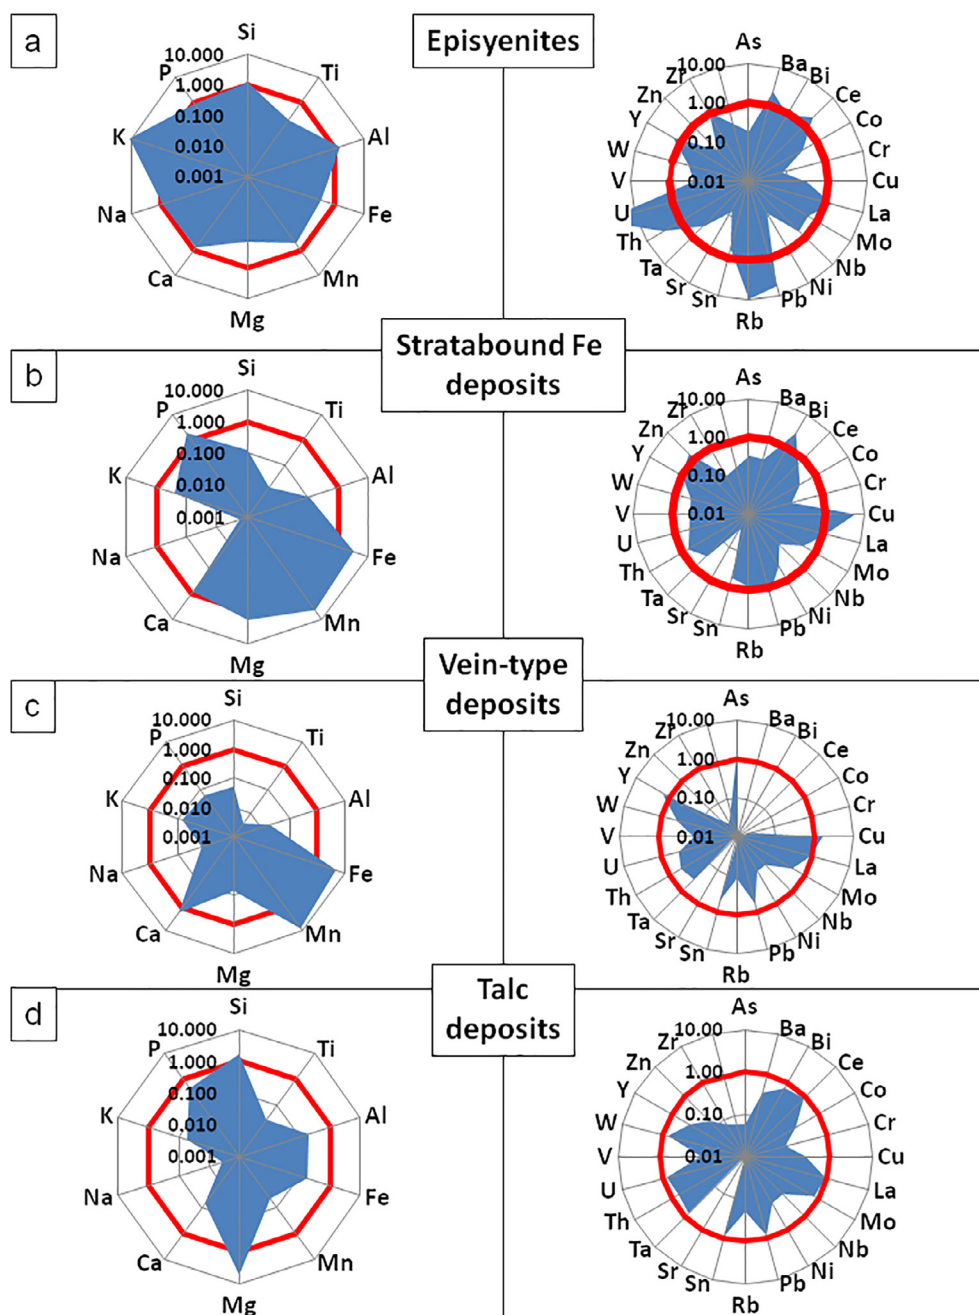 a
Episyenites
Si
Ti
Al
Fe
Mn
Mg
Ca
Na
K
P
10.000
1.000
0.100
0.010
0.001
As
Ba
Bi
Ce
Co
Cr
Cu
La
Mo
Nb
Ni
Pb
Rb
Sn
Sr
Ta
Th
U
V
W
Y
Zn
Zr
10.00
1.00
0.10
0.01
b
Stratabound Fe
deposits
Si
Ti
Al
Fe
Mn
Mg
Ca
Na
K
P
10.000
1.000
0.100
0.010
0.001
As
Ba
Bi
Ce
Co
Cr
Cu
La
Mo
Nb
Ni
Pb
Rb
Sn
Sr
Ta
Th
U
V
W
Y
Zn
Zr
10.00
1.00
0.10
0.01
c
Vein-type
deposits
Si
Ti
Al
Fe
Mn
Mg
Ca
Na
K
P
10.000
1.000
0.100
0.010
0.001
As
Ba
Bi
Ce
Co
Cr
Cu
La
Mo
Nb
Ni
Pb
Rb
Sn
Sr
Ta
Th
U
V
W
Y
Zn
Zr
10.00
1.00
0.10
0.01
d
Talc
deposits
Si
Ti
Al
Fe
Mn
Mg
Ca
Na
K
P
10.000
1.000
0.100
0.010
0.001
As
Ba
Bi
Ce
Co
Cr
Cu
La
Mo
Nb
Ni
Pb
Rb
Sn
Sr
Ta
Th
U
V
W
Y
Zn
Zr
10.00
1.00
0.10
0.01